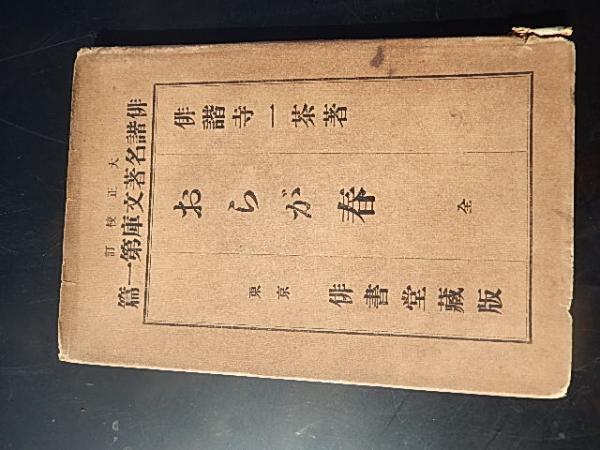 大正校訂
俳諧名著文庫第一篇
俳諧寺一茶著
おらが春 全
東京 俳書堂藏版